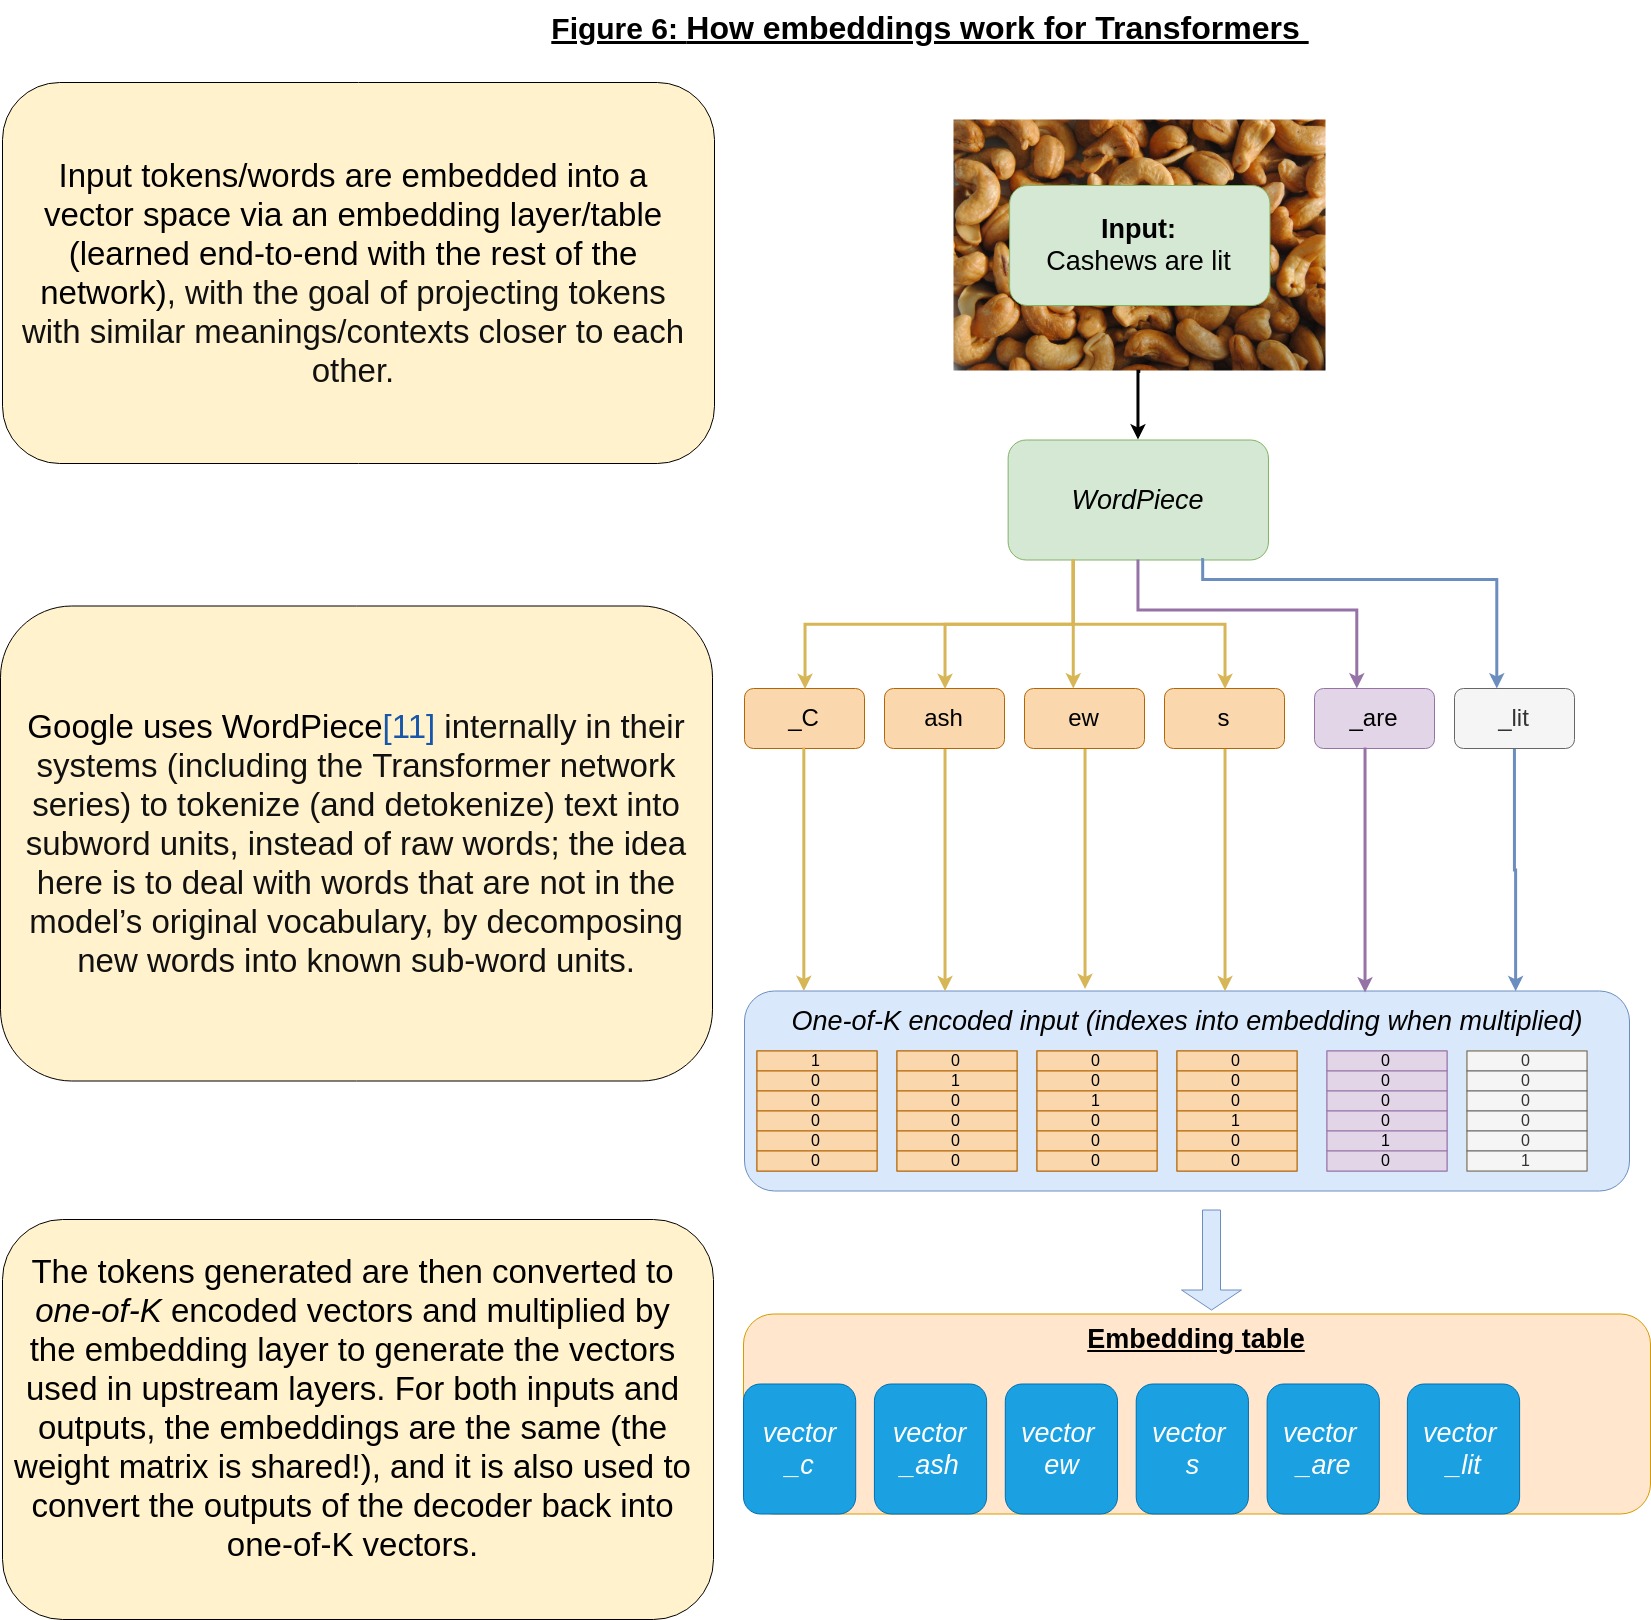 Figure 6: How embeddings work for Transformers
Input tokens/words are embedded into a
vector space via an embedding layer/table
(learned end-to-end with the rest of the
network), with the goal of projecting tokens
with similar meanings/contexts closer to each
other.
Input:
Cashews are lit
WordPiece
Google uses WordPiece[11] internally in their
systems (including the Transformer network
series) to tokenize (and detokenize) text into
subword units, instead of raw words; the idea
here is to deal with words that are not in the
model’s original vocabulary, by decomposing
new words into known sub-word units.
_C ash ew s _are _lit
One-of-K encoded input (indexes into embedding when multiplied)
1 0 0 0 0 0
0 1 0 0 0 0
0 0 1 0 0 0
0 0 0 1 0 0
0 0 0 0 1 0
0 0 0 0 0 1
The tokens generated are then converted to
one-of-K encoded vectors and multiplied by
the embedding layer to generate the vectors
used in upstream layers. For both inputs and
outputs, the embeddings are the same (the
weight matrix is shared!), and it is also used to
convert the outputs of the decoder back into
one-of-K vectors.
Embedding table
vector vector vector vector vector vector
_c _ash ew s _are _lit